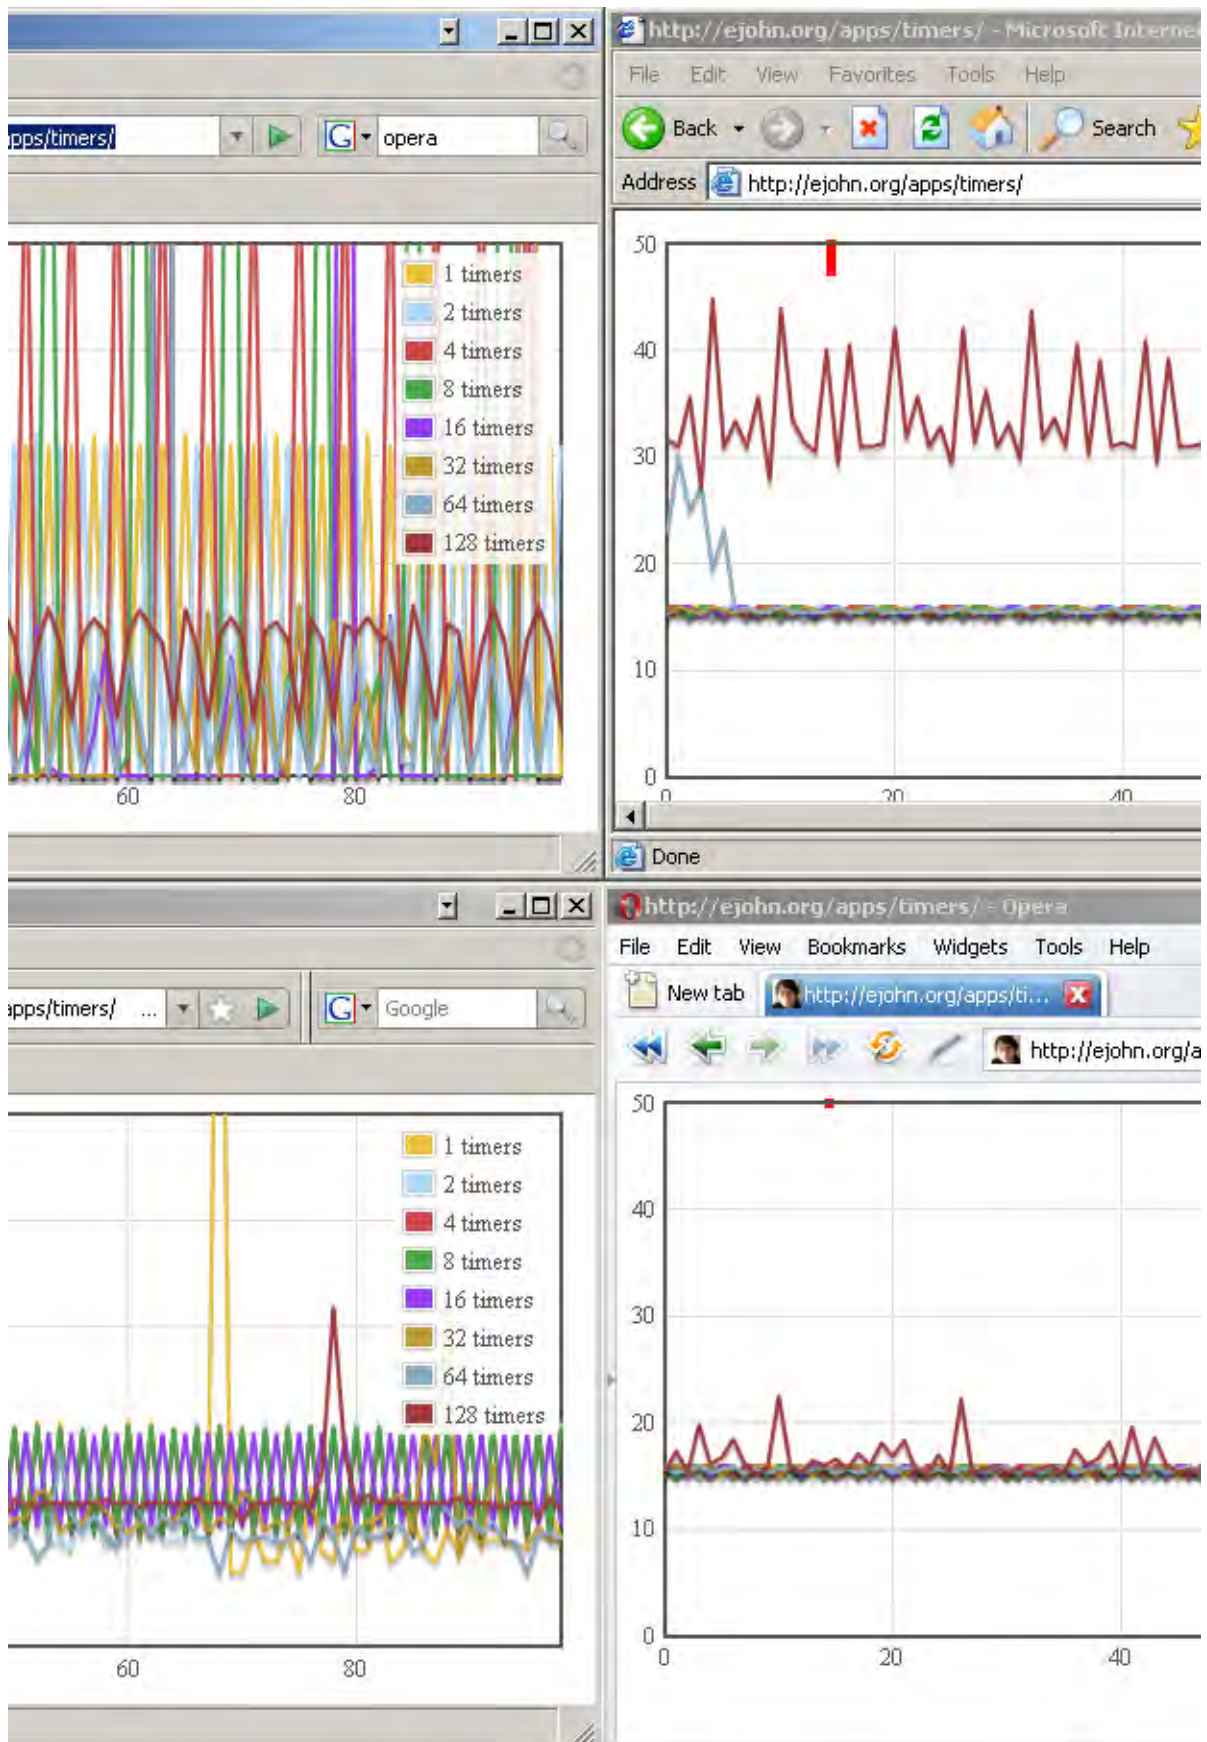 http://ejohn.org/apps/timers/ - Microsoft Interne
File Edit View Favorites Tools Help
apps/timers/
G opera
Back Search
Address http://ejohn.org/apps/timers/
1 timers
2 timers
4 timers
8 timers
16 timers
32 timers
64 timers
128 timers
60 80
50
40
30
20
10
0
0 20 40
Done
http://ejohn.org/apps/timers/ - Opera
File Edit View Bookmarks Widgets Tools Help
New tab http://ejohn.org/apps/ti...
apps/timers/ ...
G Google
http://ejohn.org/a
1 timers
2 timers
4 timers
8 timers
16 timers
32 timers
64 timers
128 timers
60 80
50
40
30
20
10
0
0 20 40